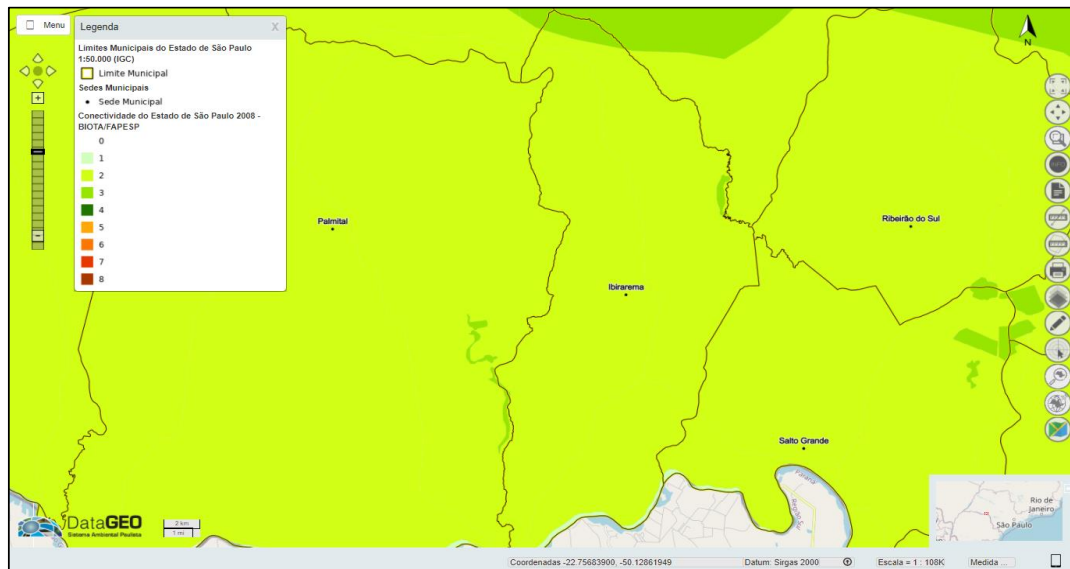 Menu
Legenda
X
Limites Municipais do Estado de São Paulo
1:50.000 (IGC)
Limite Municipal
Sedes Municipais
Sede Municipal
Conectividade do Estado de São Paulo 2008 -
BIOTA/FAPESP
0
1
2
3
4
5
6
7
8
N
Palmital
Ibirarema
Ribeirão do Sul
Salto Grande
Paraná
Região Sul
DataGEO
Sistema Ambiental Paulista
2 km
1 mi
Rio de
Janeiro
São Paulo
Coordenadas -22.75683900, -50.12861949
Datum: Sirgas 2000
Escala = 1 : 108K
Medida ...